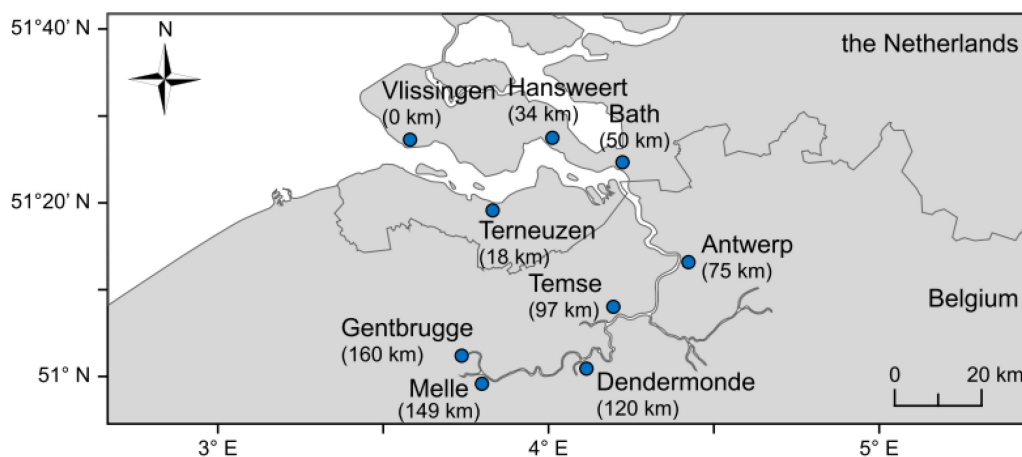 51°40' N
N
the Netherlands
Vlissingen
(0 km)
Hansweert
(34 km)
Bath
(50 km)
51°20' N
Terneuzen
(18 km)
Antwerp
(75 km)
Temse
(97 km)
Belgium
Gentbrugge
(160 km)
51° N
Melle
(149 km)
Dendermonde
(120 km)
0 20 km
3° E 4° E 5° E